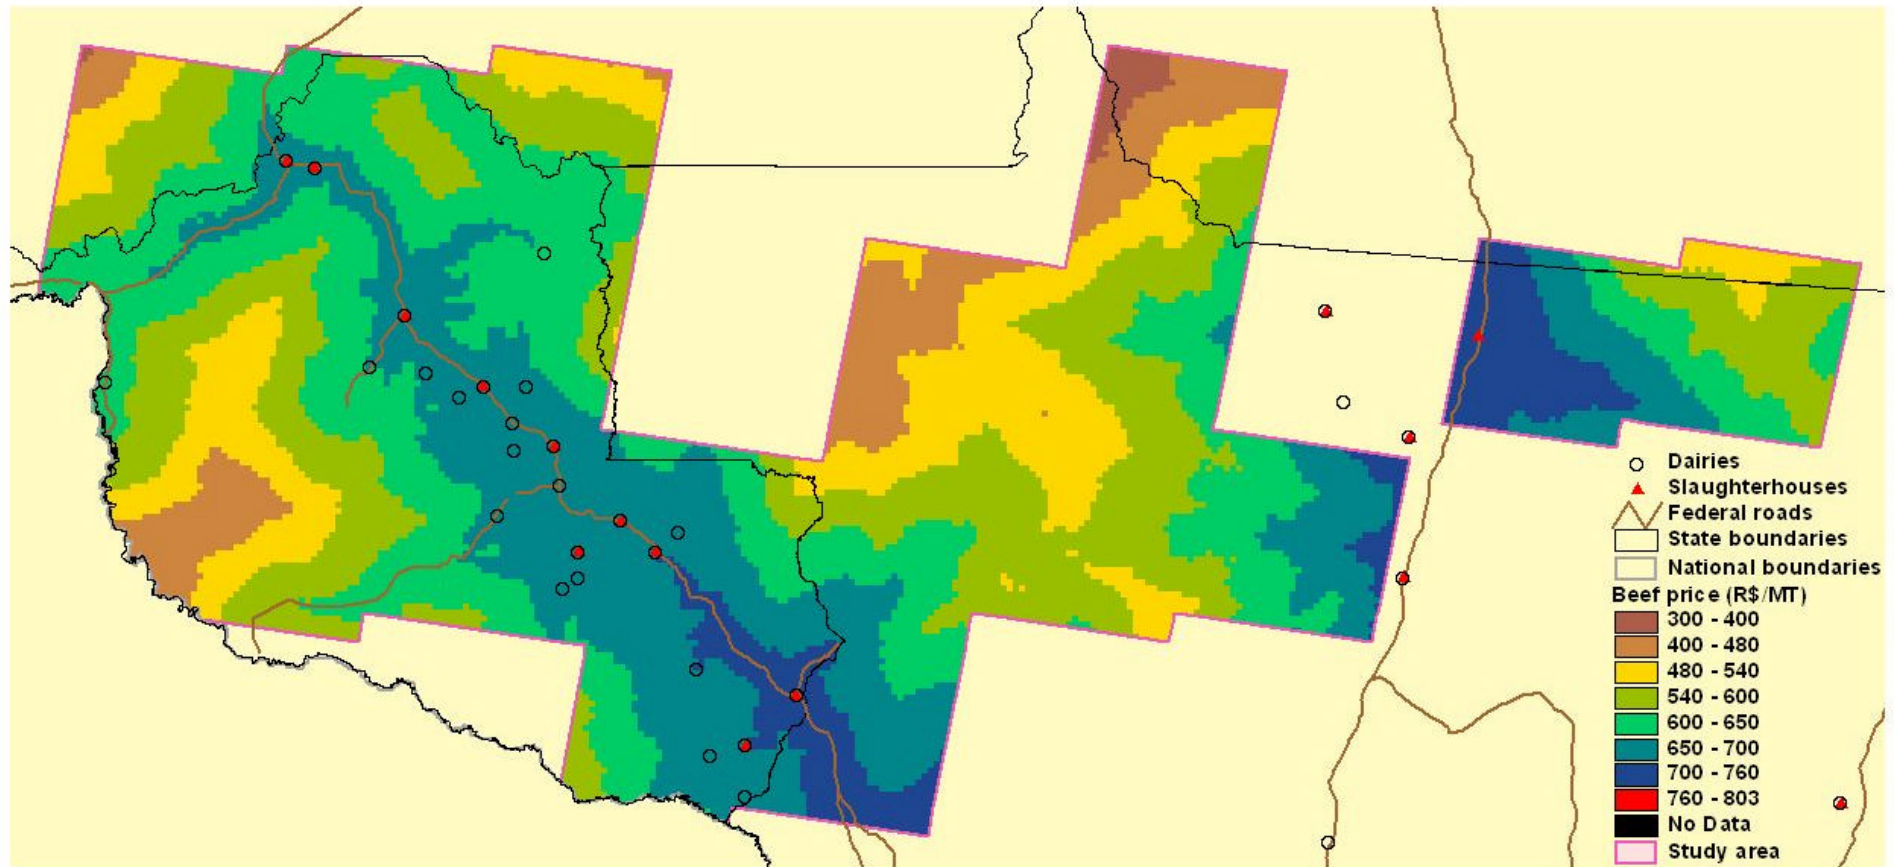 Dairies
Slaughterhouses
Federal roads
State boundaries
National boundaries
Beef price (R$/MT)
300 - 400
400 - 480
480 - 540
540 - 600
600 - 650
650 - 700
700 - 760
760 - 803
No Data
Study area